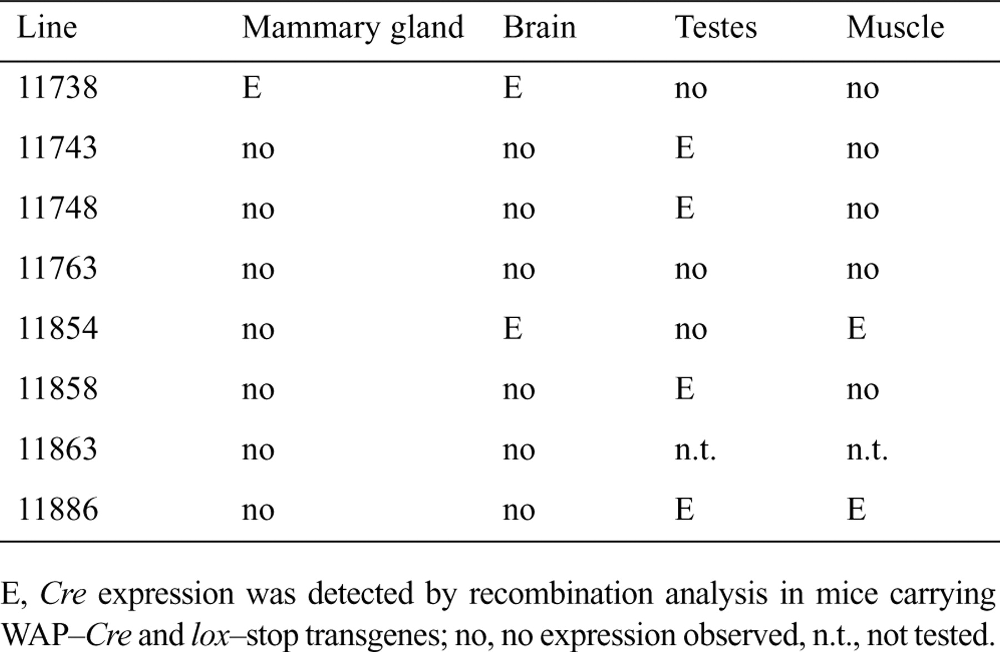 Line Mammary gland Brain Testes Muscle
11738 E E no no
11743 no no E no
11748 no no E no
11763 no no no no
11854 no E no E
11858 no no E no
11863 no no n.t. n.t.
11886 no no E E
E, Cre expression was detected by recombination analysis in mice carrying
WAP–Cre and lox–stop transgenes; no, no expression observed, n.t., not tested.